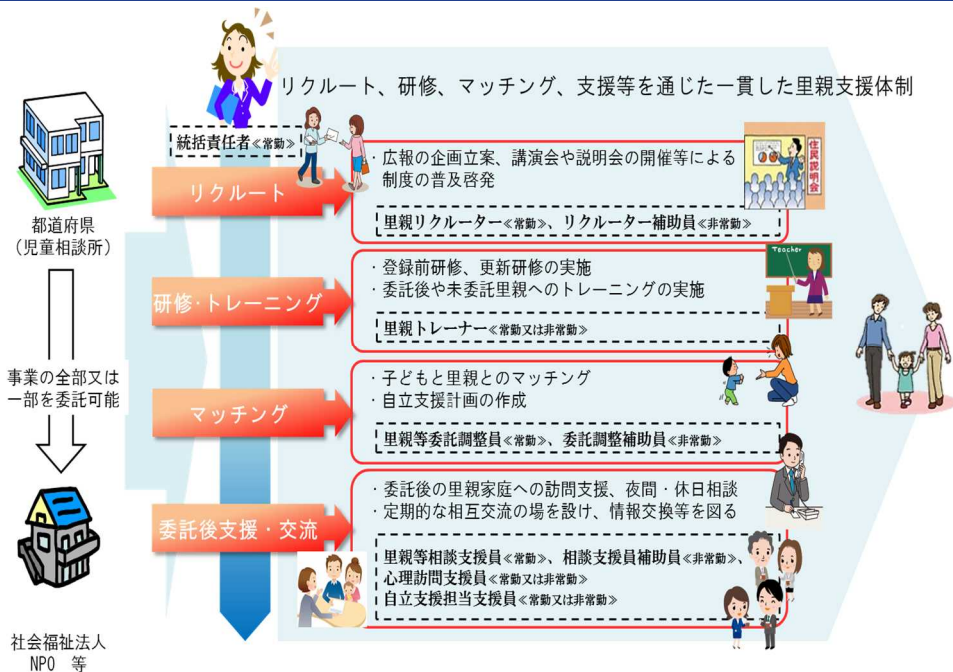 リクルート、研修、マッチング、支援等を通じた一貫した里親支援体制
統括責任者≪常勤≫
都道府県
(児童相談所)
事業の全部又は
一部を委託可能
社会福祉法人
NPO 等
リクルート
・広報の企画立案、講演会や説明会の開催等による
制度の普及啓発
里親リクルーター≪常勤≫、リクルーター補助員≪非常勤≫
住民説明会
研修・トレーニング
・登録前研修、更新研修の実施
・委託後や未委託里親へのトレーニングの実施
里親トレーナー≪常勤又は非常勤≫
Teacher
マッチング
・子どもと里親とのマッチング
・自立支援計画の作成
里親等委託調整員≪常勤≫、委託調整補助員≪非常勤≫
委託後支援・交流
・委託後の里親家庭への訪問支援、夜間・休日相談
・定期的な相互交流の場を設け、情報交換等を図る
里親等相談支援員≪常勤≫、相談支援員補助員≪非常勤≫、
心理訪問支援員≪常勤又は非常勤≫
自立支援担当支援員≪常勤又は非常勤≫